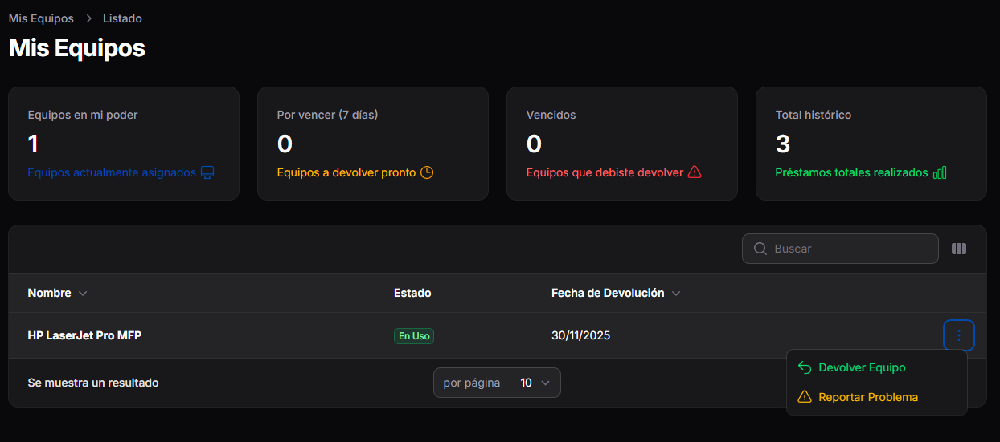 Mis Equipos > Listado
Mis Equipos
Equipos en mi poder
1
Equipos actualmente asignados
Por vencer (7 días)
0
Equipos a devolver pronto
Vencidos
0
Equipos que debiste devolver
Total histórico
3
Préstamos totales realizados
Buscar
Nombre Estado Fecha de Devolución
HP LaserJet Pro MFP En Uso 30/11/2025
Devolver Equipo
Reportar Problema
Se muestra un resultado
por página 10